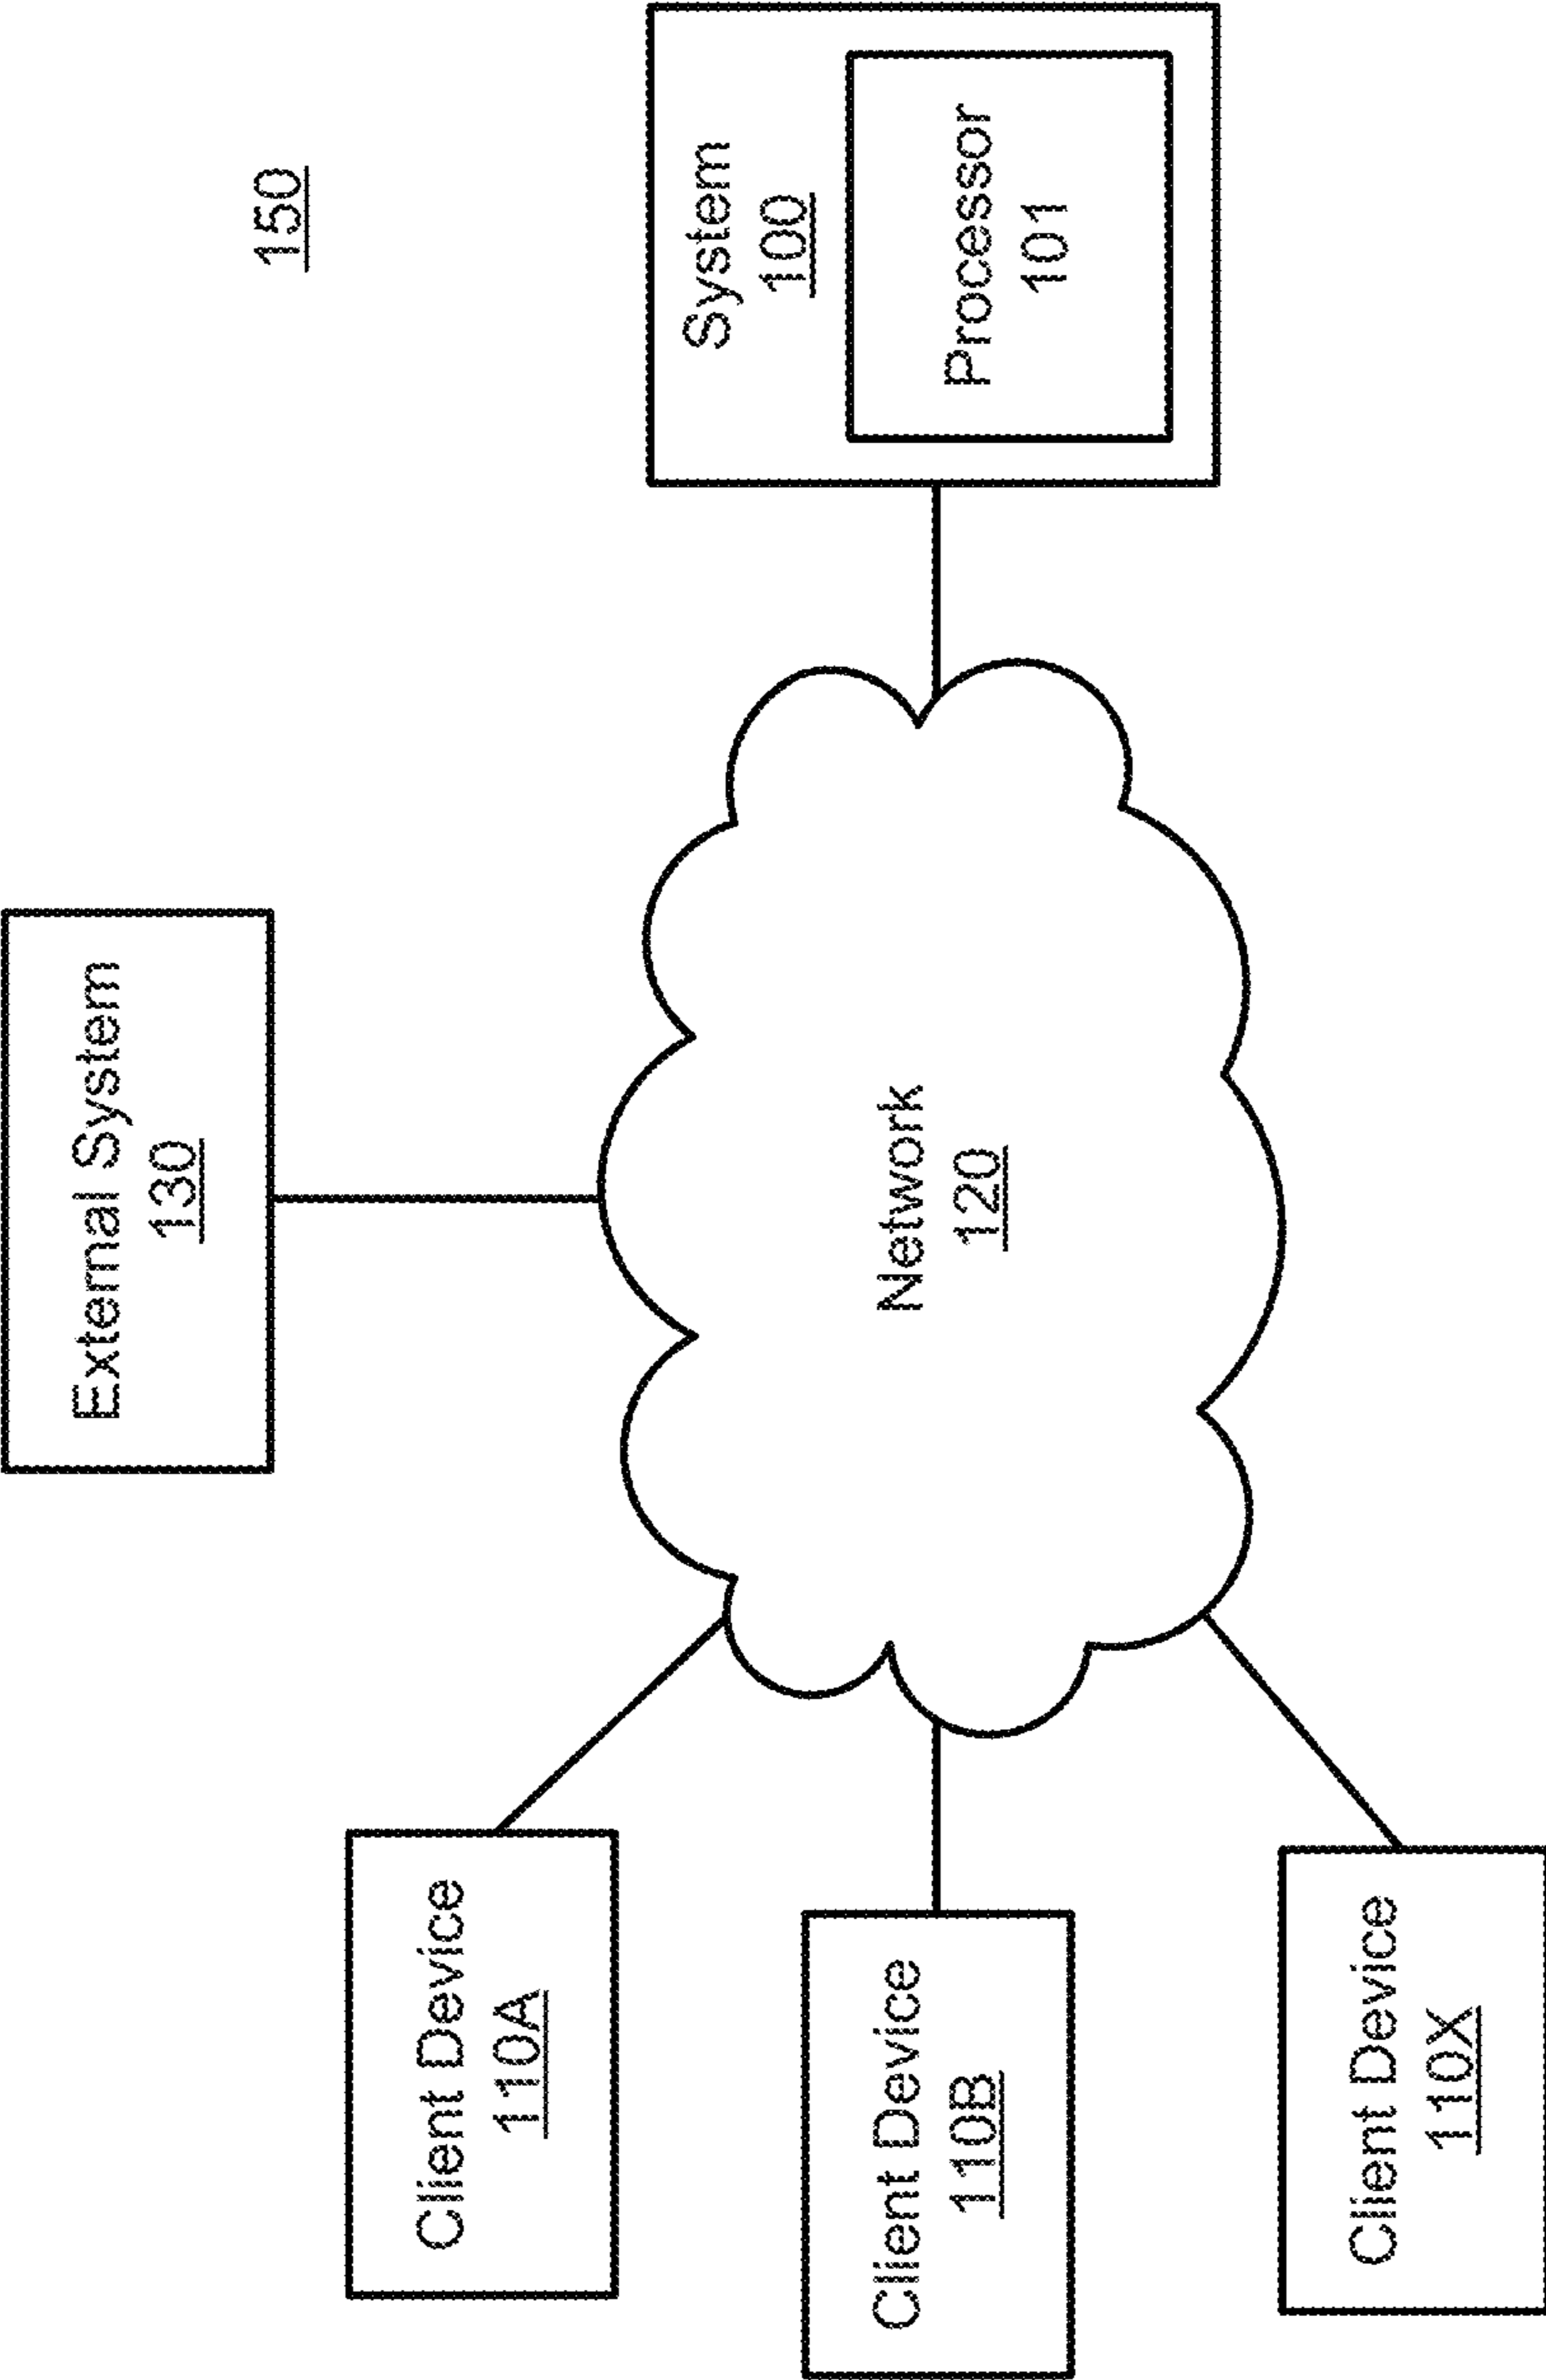 150
External System
130
Client Device
110A
System
100
Processor
101
Network
120
Client Device
110B
Client Device
110X